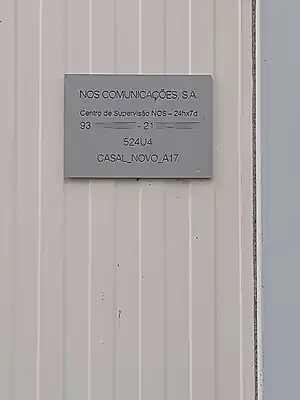 NOS COMUNICAÇÕES, S.A.
Centro de Supervisão NOS – 24hx7d
93 - 21
524U4
CASAL_NOVO_A17